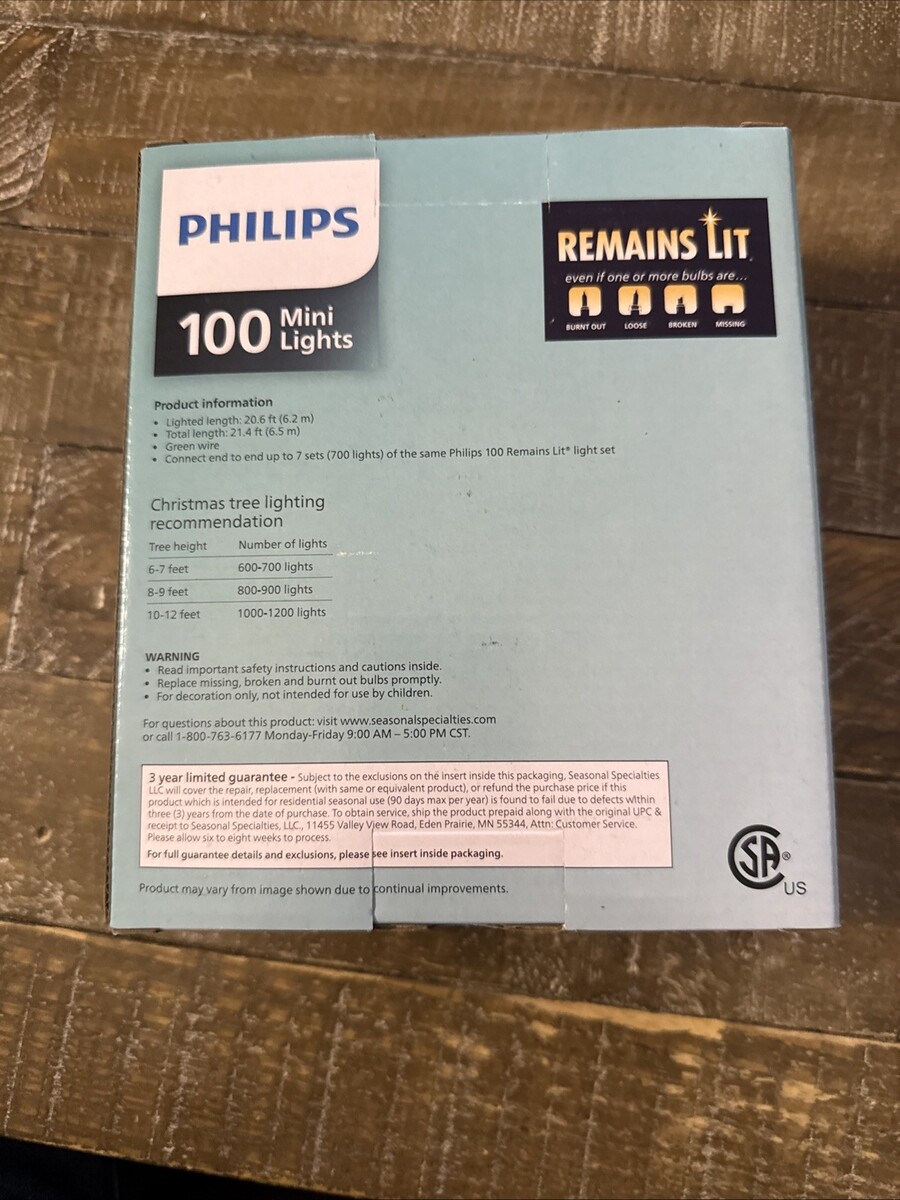 PHILIPS
100 Mini Lights
REMAINS LIT
even if one or more bulbs are...
BURNT OUT LOOSE BROKEN MISSING
Product information
• Lighted length: 20.6 ft (6.2 m)
• Total length: 21.4 ft (6.5 m)
• Green wire
• Connect end to end up to 7 sets (700 lights) of the same Philips 100 Remains Lit® light set
Christmas tree lighting
recommendation
Tree height Number of lights
6-7 feet 600-700 lights
8-9 feet 800-900 lights
10-12 feet 1000-1200 lights
WARNING
• Read important safety instructions and cautions inside.
• Replace missing, broken and burnt out bulbs promptly.
• For decoration only, not intended for use by children.
For questions about this product: visit www.seasonalspecialties.com
or call 1-800-763-6177 Monday-Friday 9:00 AM – 5:00 PM CST.
3 year limited guarantee - Subject to the exclusions on the insert inside this packaging, Seasonal Specialties
LLC will cover the repair, replacement (with same or equivalent product), or refund the purchase price if this
product which is intended for residential seasonal use (90 days max per year) is found to fail due to defects within
three (3) years from the date of purchase. To obtain service, ship the product prepaid along with the original UPC &
receipt to Seasonal Specialties, LLC., 11455 Valley View Road, Eden Prairie, MN 55344, Attn: Customer Service.
Please allow six to eight weeks to process.
For full guarantee details and exclusions, please see insert inside packaging.
Product may vary from image shown due to continual improvements.
SA®
US